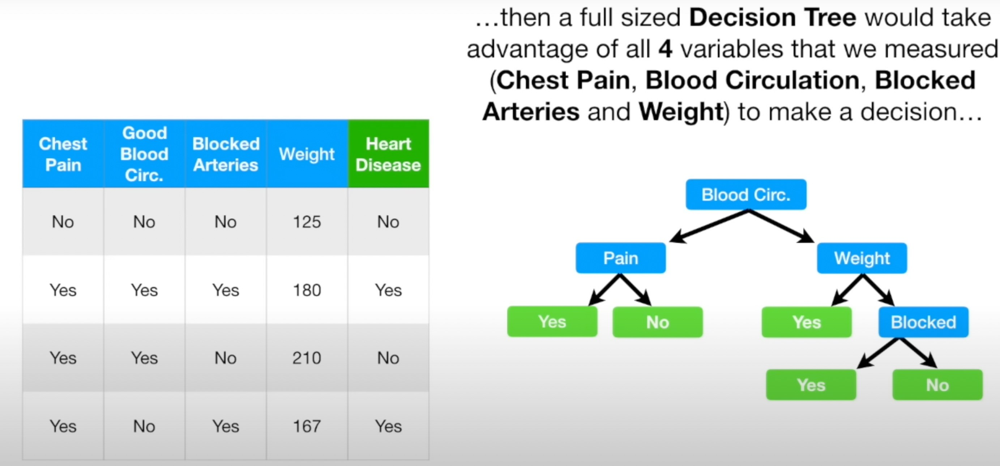 …then a full sized Decision Tree would take
advantage of all 4 variables that we measured
(Chest Pain, Blood Circulation, Blocked
Arteries and Weight) to make a decision…
Chest
Pain
Good
Blood
Circ.
Blocked
Arteries
Weight
Heart
Disease
No No No 125 No
Yes Yes Yes 180 Yes
Yes Yes No 210 No
Yes No Yes 167 Yes
Blood Circ.
Pain Weight
Yes No Yes Blocked
Yes No